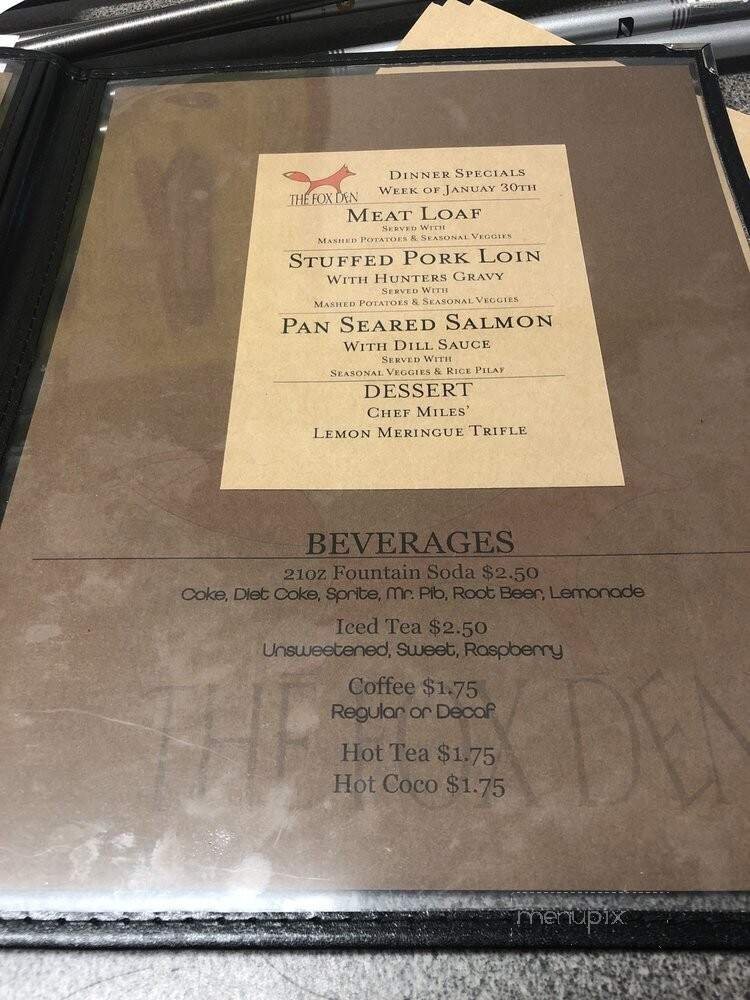 THE FOX DEN
Dinner Specials
Week of Januay 30th
Meat Loaf
Served With
Mashed Potatoes & Seasonal Veggies
Stuffed Pork Loin
With Hunters Gravy
Served With
Mashed Potatoes & Seasonal Veggies
Pan Seared Salmon
With Dill Sauce
Served With
Seasonal Veggies & Rice Pilaf
DESSERT
Chef Miles'
Lemon Meringue Trifle
BEVERAGES
21oz Fountain Soda $2.50
Coke, Diet Coke, Sprite, Mr. Pib, Root Beer, Lemonade
Iced Tea $2.50
Unsweetened, Sweet, Raspberry
Coffee $1.75
Regular or Decaf
Hot Tea $1.75
Hot Coco $1.75
THE FOX DEN
menupix